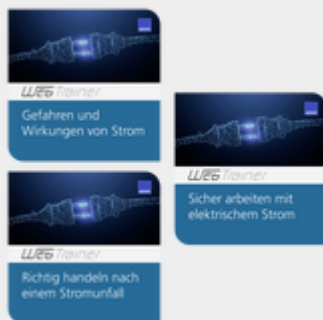 WEB Trainer
Gefahren und
Wirkungen von Strom
WEB Trainer
Sicher arbeiten mit
elektrischem Strom
WEB Trainer
Richtig handeln nach
einem Stromunfall